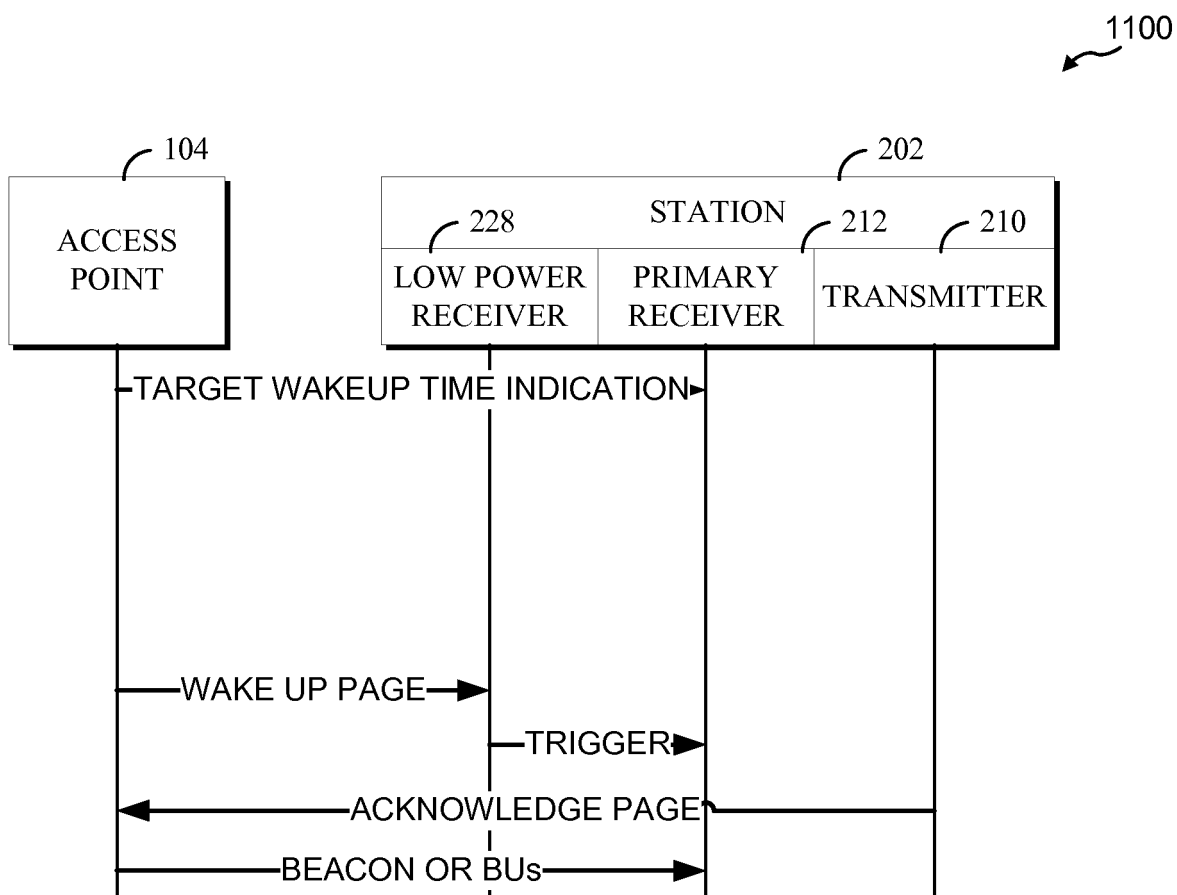 1100
104
202
ACCESS
POINT
STATION
228
212
210
LOW POWER
RECEIVER
PRIMARY
RECEIVER
TRANSMITTER
TARGET WAKEUP TIME INDICATION
WAKE UP PAGE
TRIGGER
ACKNOWLEDGE PAGE
BEACON OR BUs